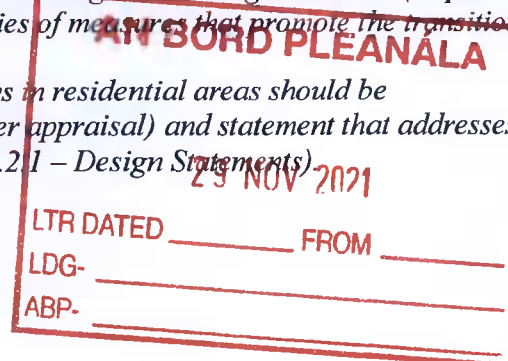 ies of measures that promote the transition
AN BORD PLEANÁLA
s in residential areas should be
er appraisal) and statement that addresses
.2.1 – Design Statements).
29 NOV 2021
LTR DATED FROM
LDG-
ABP-